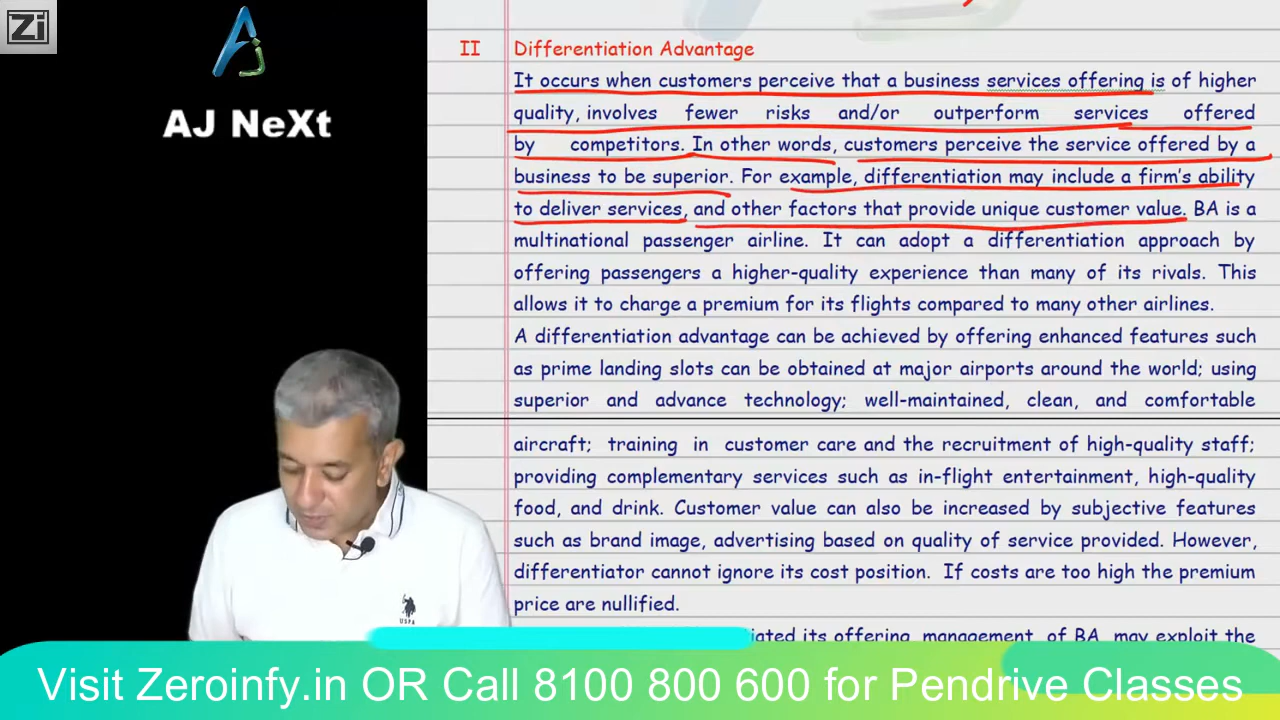 Zi
AJ NeXt
II Differentiation Advantage
It occurs when customers perceive that a business services offering is of higher
quality, involves fewer risks and/or outperform services offered
by competitors. In other words, customers perceive the service offered by a
business to be superior. For example, differentiation may include a firm's ability
to deliver services, and other factors that provide unique customer value. BA is a
multinational passenger airline. It can adopt a differentiation approach by
offering passengers a higher-quality experience than many of its rivals. This
allows it to charge a premium for its flights compared to many other airlines.
A differentiation advantage can be achieved by offering enhanced features such
as prime landing slots can be obtained at major airports around the world; using
superior and advance technology; well-maintained, clean, and comfortable
aircraft; training in customer care and the recruitment of high-quality staff;
providing complementary services such as in-flight entertainment, high-quality
food, and drink. Customer value can also be increased by subjective features
such as brand image, advertising based on quality of service provided. However,
differentiator cannot ignore its cost position. If costs are too high the premium
price are nullified.
its offering, management of BA may exploit the
USPA
Visit Zeroinfy.in OR Call 8100 800 600 for Pendrive Classes